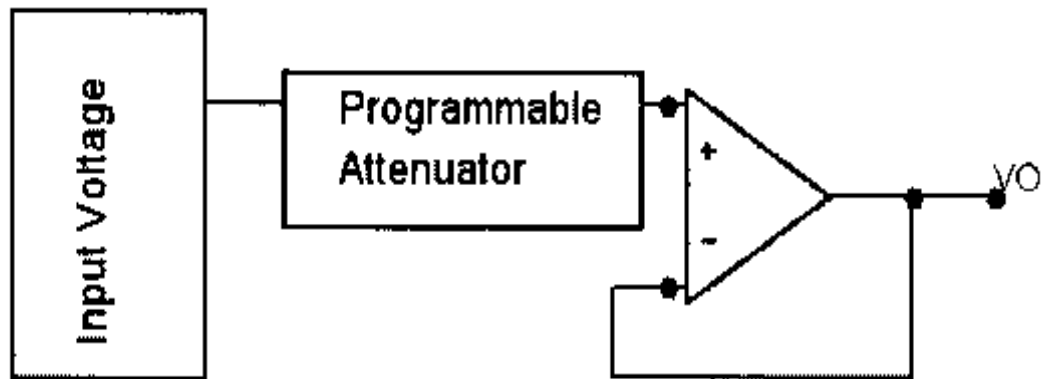 Input Voltage
Programmable
Attenuator
+
-
VO